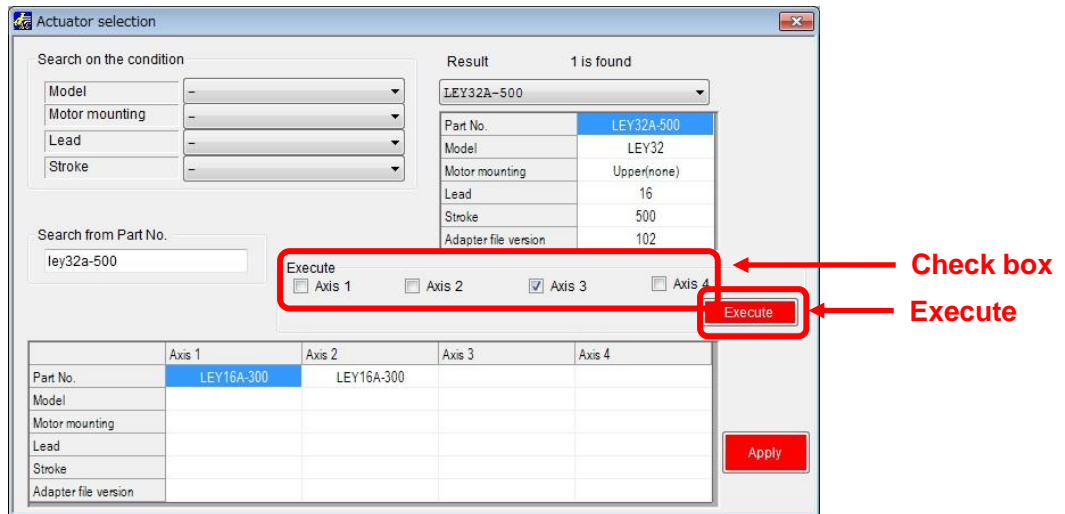 Actuator selection
Search on the condition
Model -
Motor mounting -
Lead -
Stroke -
Result 1 is found
LEY32A-500
Part No. LEY32A-500
Model LEY32
Motor mounting Upper(none)
Lead 16
Stroke 500
Adapter file version 102
Search from Part No.
ley32a-500
Execute
Axis 1 Axis 2 Axis 3 Axis 4
Execute
Check box
Execute
Axis 1 Axis 2 Axis 3 Axis 4
Part No. LEY16A-300 LEY16A-300
Model
Motor mounting
Lead
Stroke
Adapter file version
Apply